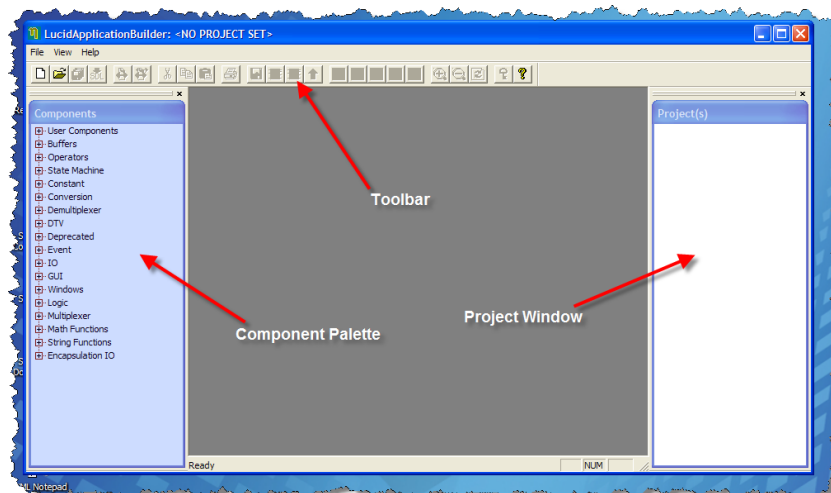 LucidApplicationBuilder: <NO PROJECT SET>
File View Help
Components
User Components
Buffers
Operators
State Machine
Constant
Conversion
Demultiplexer
DTV
Deprecated
Event
IO
GUI
Windows
Logic
Multiplexer
Math Functions
String Functions
Encapsulation IO
Toolbar
Component Palette
Project Window
Project(s)
Ready
NUM
Notepad